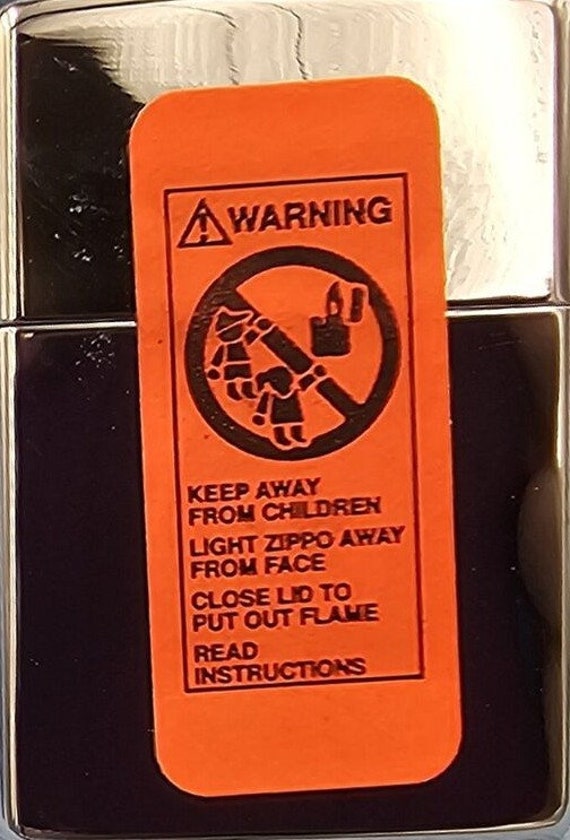 WARNING
KEEP AWAY
FROM CHILDREN
LIGHT ZIPPO AWAY
FROM FACE
CLOSE LID TO
PUT OUT FLAME
READ
INSTRUCTIONS